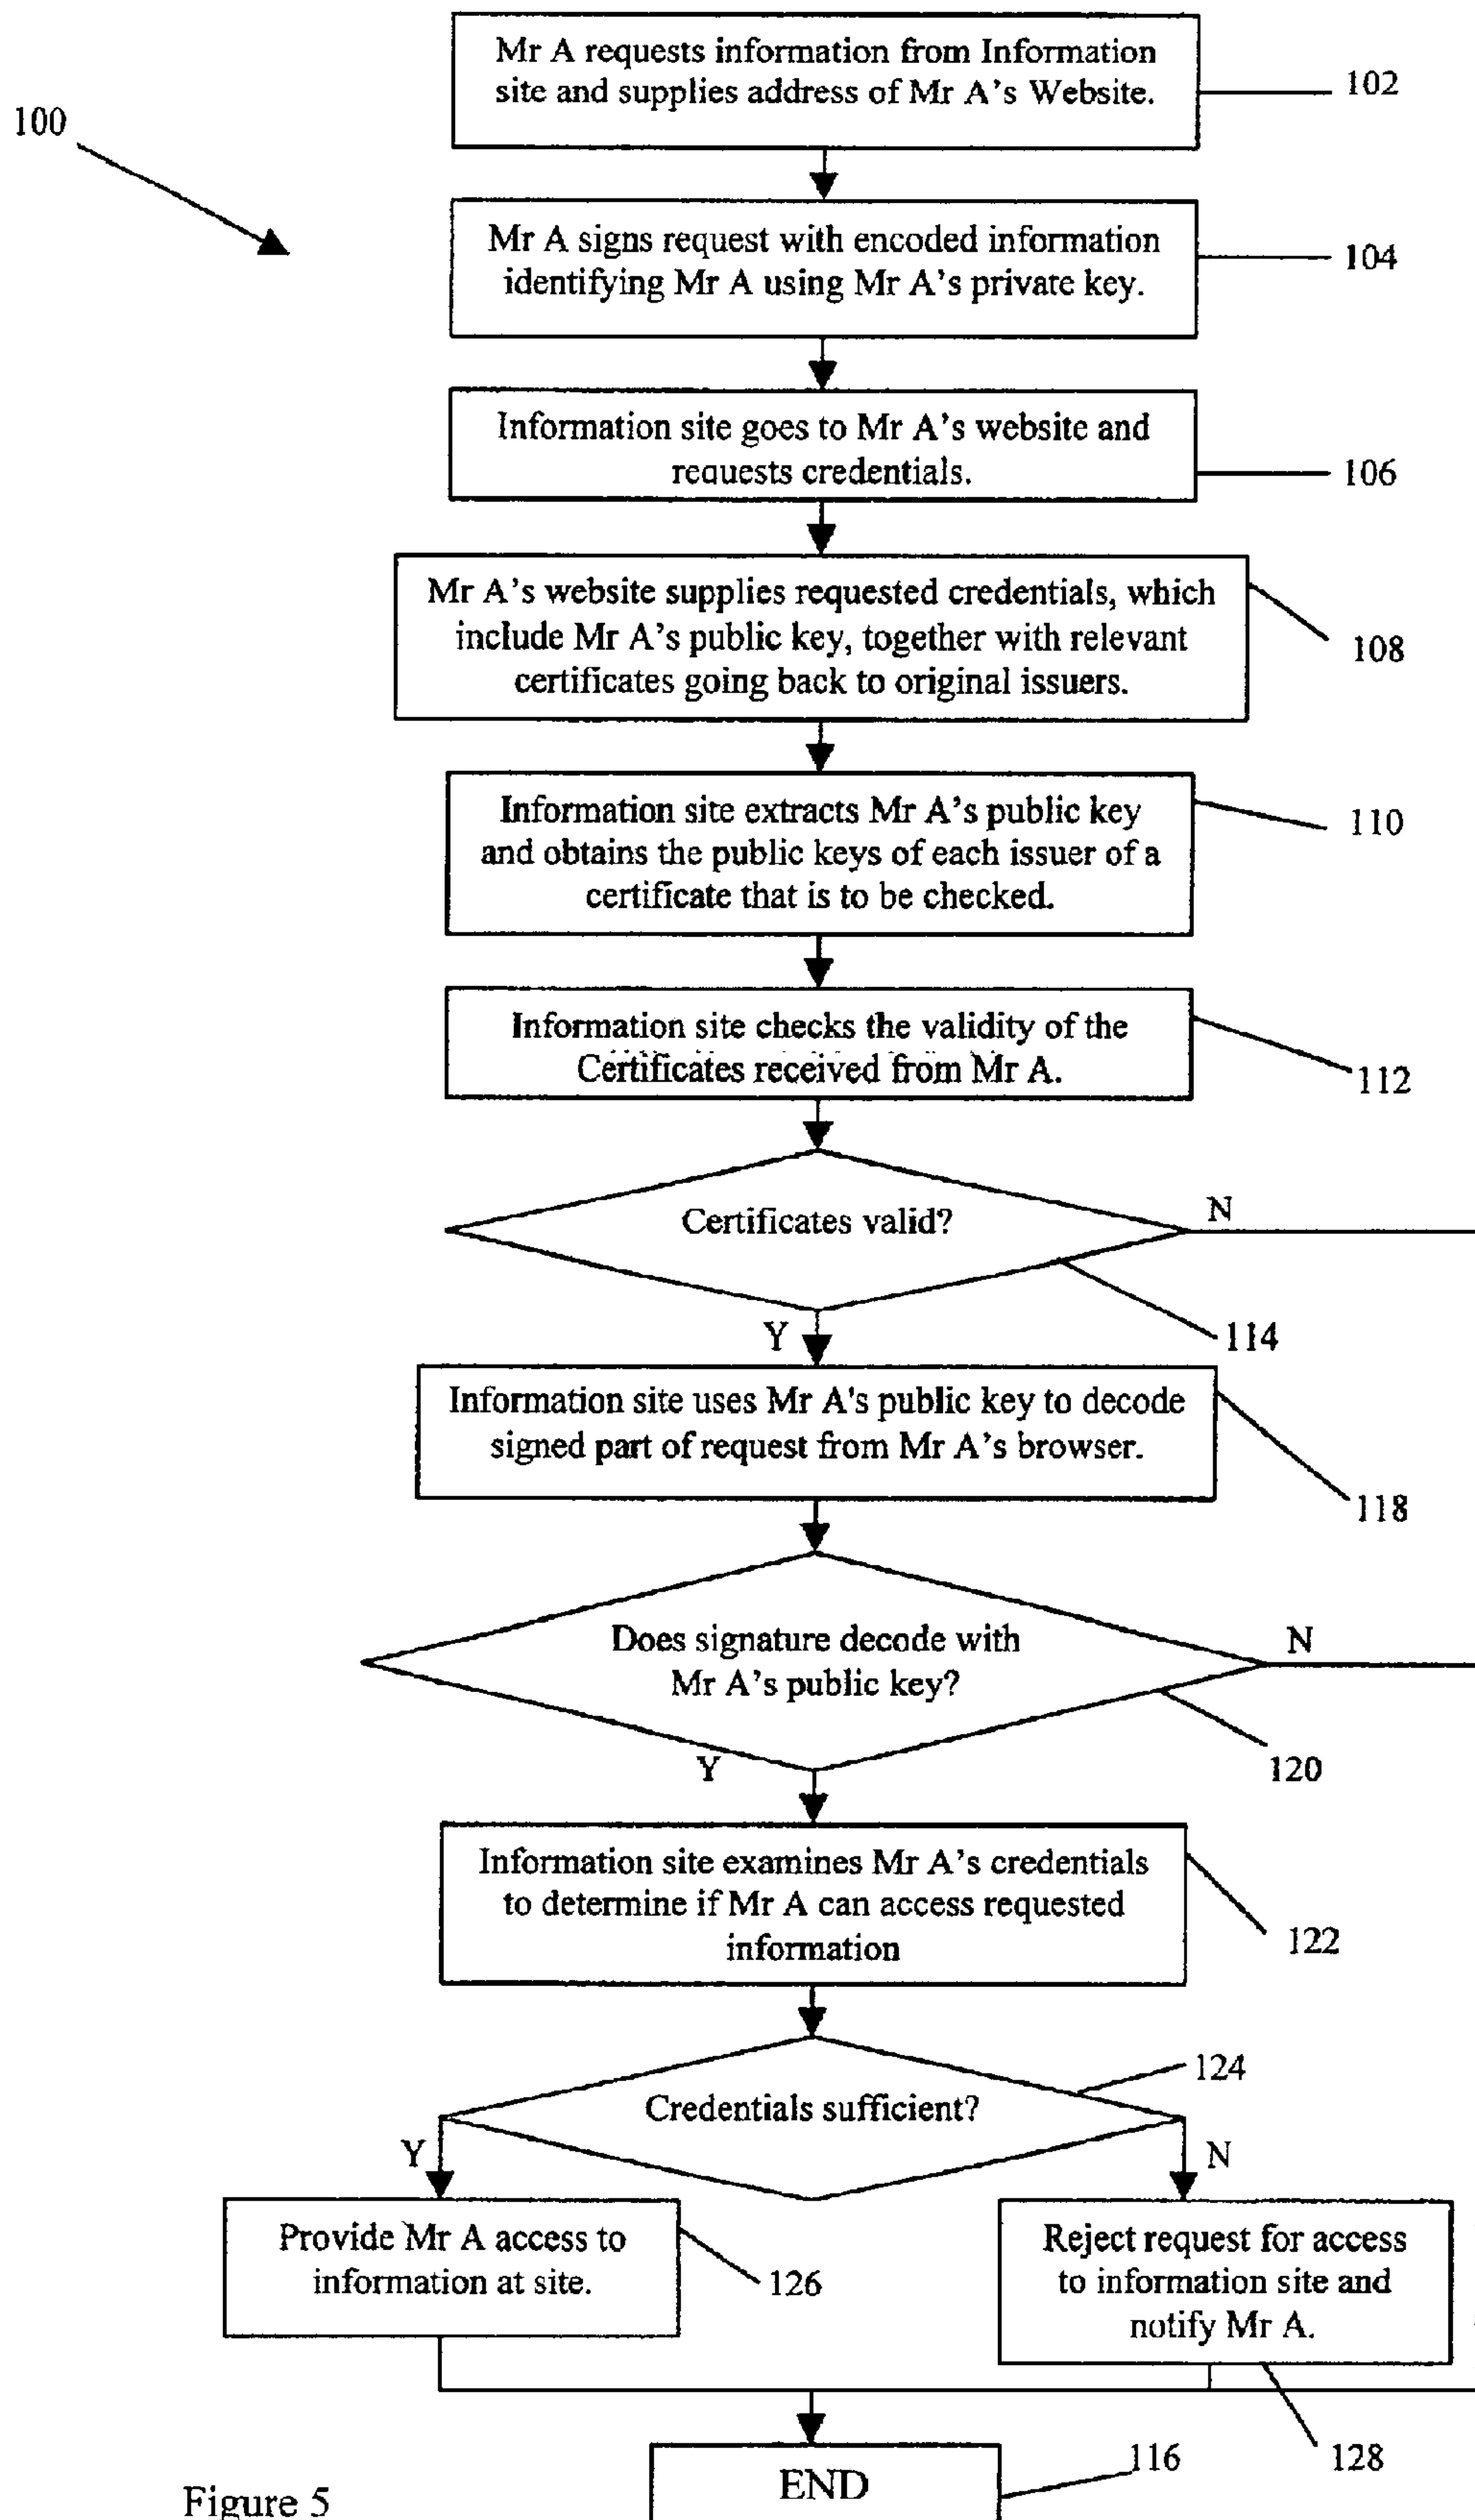 Mr A requests information from Information
site and supplies address of Mr A's Website.
102
100
Mr A signs request with encoded information
identifying Mr A using Mr A's private key.
104
Information site goes to Mr A's website and
requests credentials.
106
Mr A's website supplies requested credentials, which
include Mr A's public key, together with relevant
certificates going back to original issuers.
108
Information site extracts Mr A's public key
and obtains the public keys of each issuer of a
certificate that is to be checked.
110
Information site checks the validity of the
Certificates received from Mr A.
112
Certificates valid?
N
114
Y
Information site uses Mr A's public key to decode
signed part of request from Mr A's browser.
118
Does signature decode with
Mr A's public key?
N
120
Y
Information site examines Mr A's credentials
to determine if Mr A can access requested
information
122
124
Credentials sufficient?
Y
N
Provide Mr A access to
information at site.
126
Reject request for access
to information site and
notify Mr A.
128
END
116
Figure 5